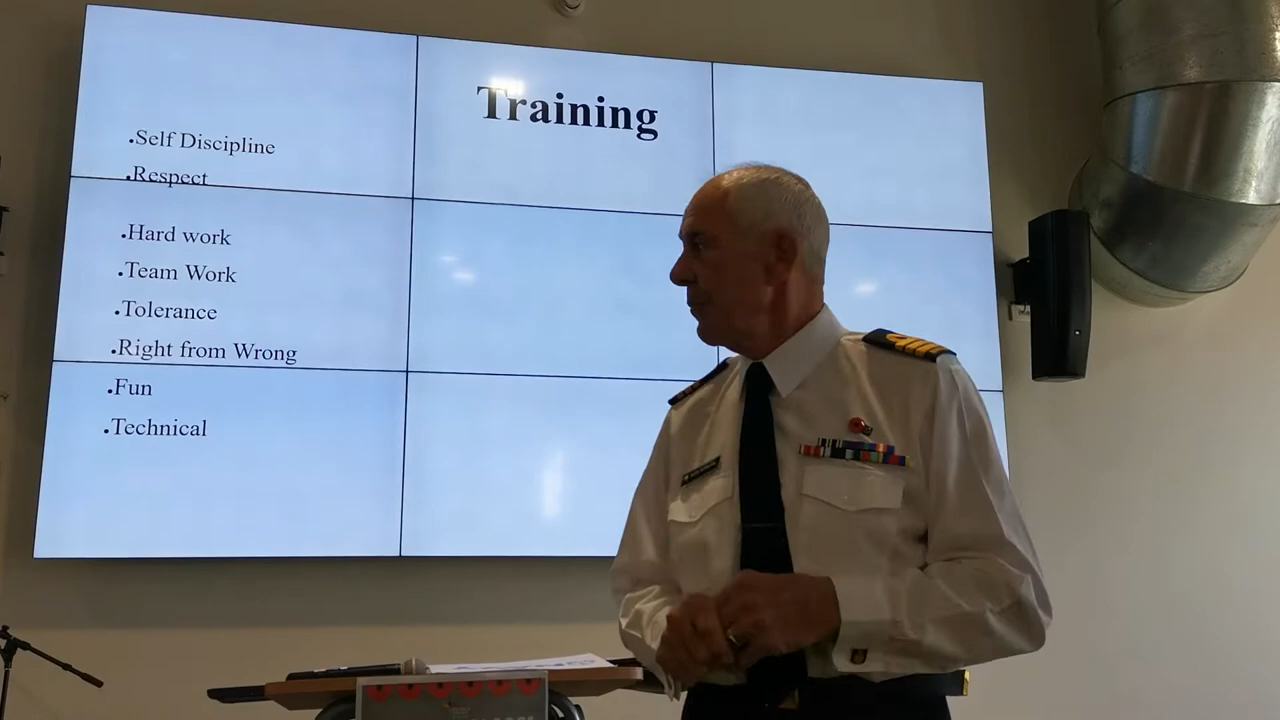 Training
.Self Discipline
.Respect
.Hard work
.Team Work
.Tolerance
.Right from Wrong
.Fun
.Technical